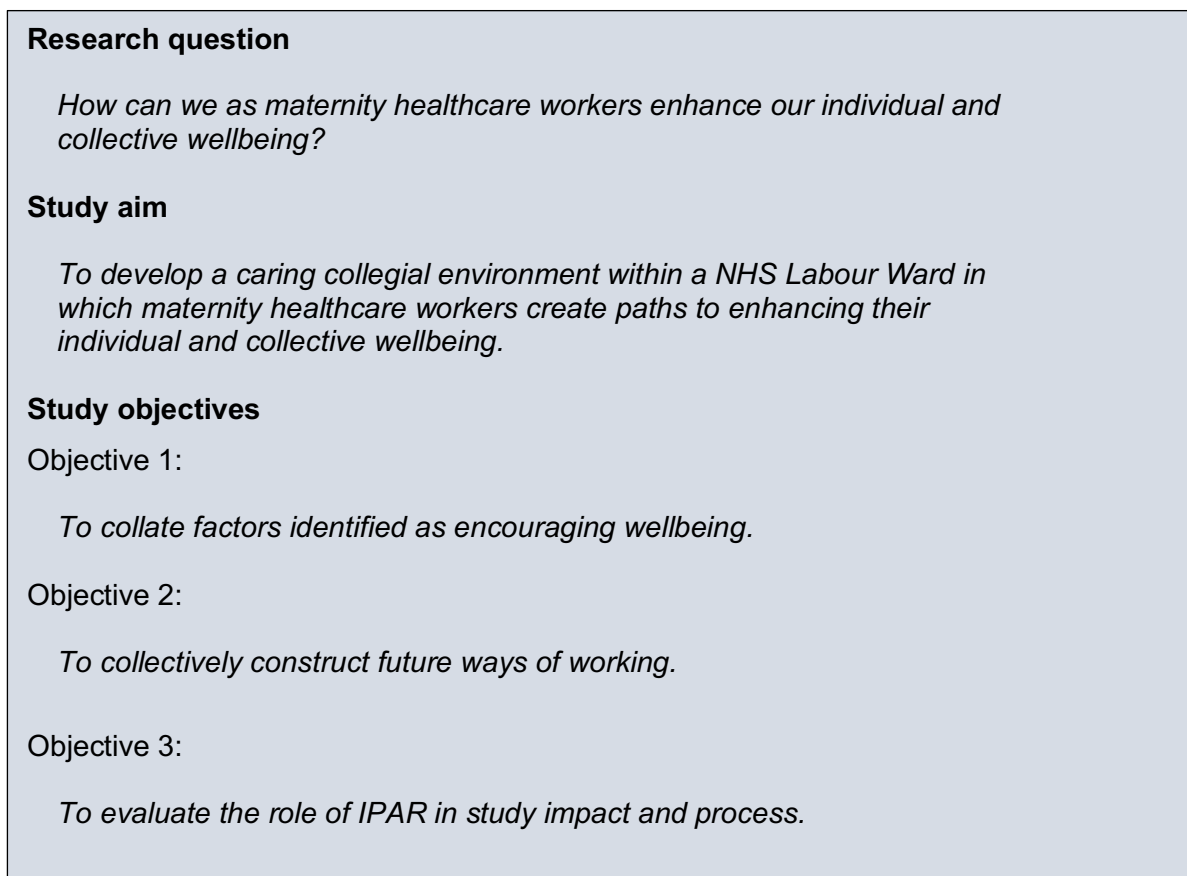 Research question
How can we as maternity healthcare workers enhance our individual and
collective wellbeing?
Study aim
To develop a caring collegial environment within a NHS Labour Ward in
which maternity healthcare workers create paths to enhancing their
individual and collective wellbeing.
Study objectives
Objective 1:
To collate factors identified as encouraging wellbeing.
Objective 2:
To collectively construct future ways of working.
Objective 3:
To evaluate the role of IPAR in study impact and process.